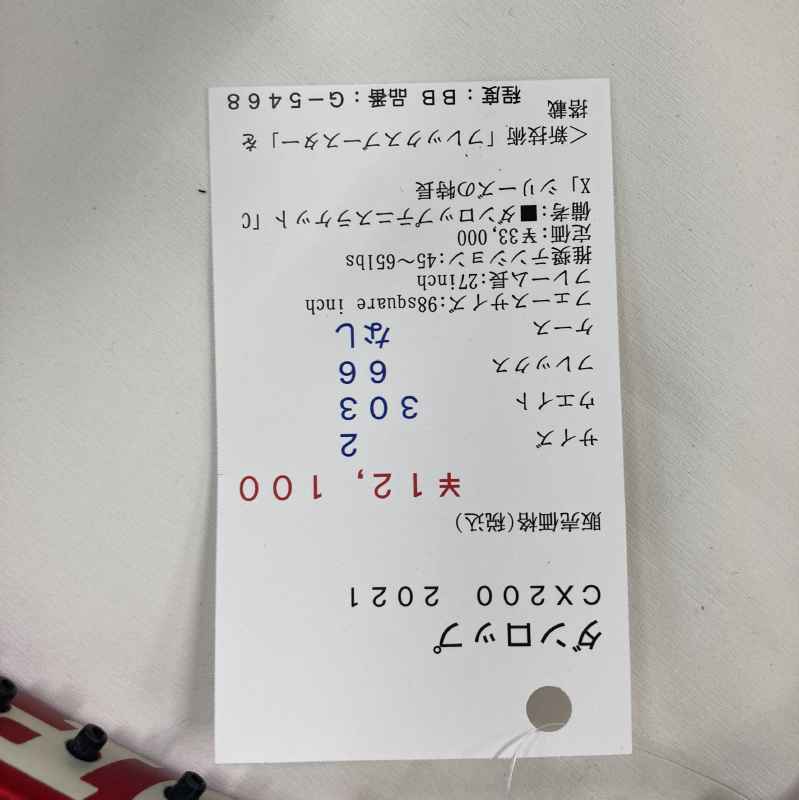 ダンロップ
CX200 2021
販売価格(税込)
¥12,100
サイズ 2
ウエイト 303
フレックス 66
ケース なし
フェースサイズ:98square inch
フレーム長:27inch
推奨テンション:45~65lbs
定価:¥33,000
備考:■ダンロップテニスラケット「C
X」シリーズの特長
<新技術「フレックスブースター」を
搭載
程度:BB 品番:G-5468